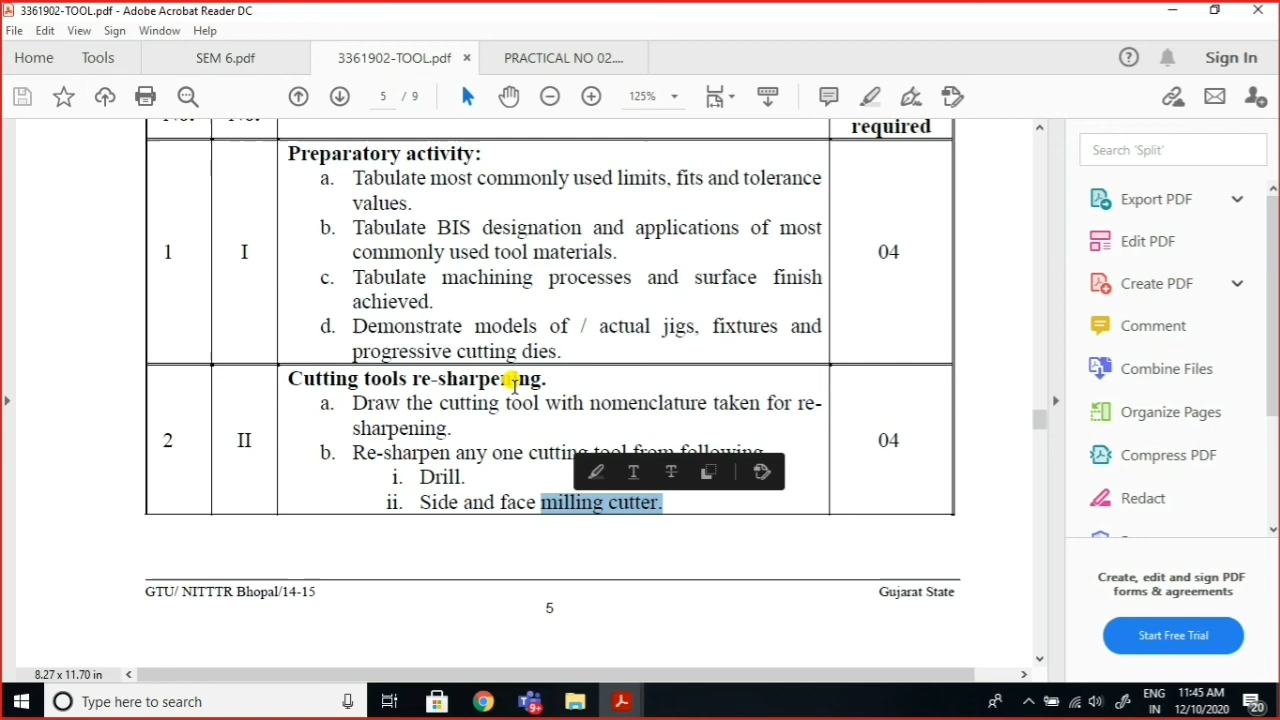 3361902-TOOL.pdf - Adobe Acrobat Reader DC
File Edit View Sign Window Help
Home Tools SEM 6.pdf 3361902-TOOL.pdf × PRACTICAL NO 02.... Sign In
5 / 9 125%
required
1 I Preparatory activity: 04
a. Tabulate most commonly used limits, fits and tolerance
values.
b. Tabulate BIS designation and applications of most
commonly used tool materials.
c. Tabulate machining processes and surface finish
achieved.
d. Demonstrate models of / actual jigs, fixtures and
progressive cutting dies.
2 II Cutting tools re-sharpening. 04
a. Draw the cutting tool with nomenclature taken for re-
sharpening.
b. Re-sharpen any one cutting tool from following
i. Drill.
ii. Side and face milling cutter.
GTU/ NITTTR Bhopal/14-15 Gujarat State
5
8.27 x 11.70 in
Search 'Split'
Export PDF
Edit PDF
Create PDF
Comment
Combine Files
Organize Pages
Compress PDF
Redact
Create, edit and sign PDF
forms & agreements
Start Free Trial
Type here to search
9+
ENG
IN
11:45 AM
12/10/2020
20